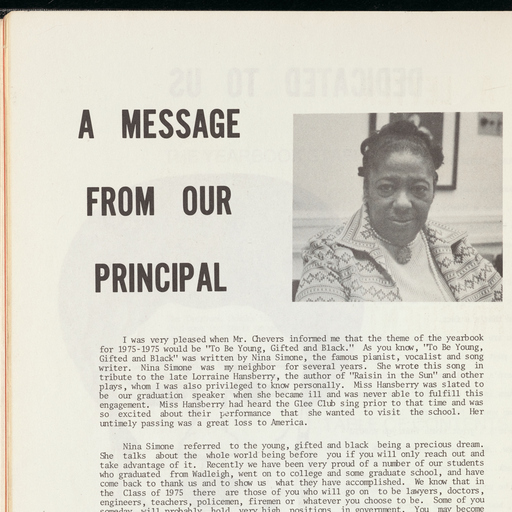 A MESSAGE
FROM OUR
PRINCIPAL
I was very pleased when Mr. Chevers informed me that the theme of the yearbook
for 1975-1975 would be "To Be Young, Gifted and Black." As you know, "To Be Young,
Gifted and Black" was written by Nina Simone, the famous pianist, vocalist and song
writer. Nina Simone was my neighbor for several years. She wrote this song in
tribute to the late Lorraine Hansberry, the author of "Raisin in the Sun" and other
plays, whom I was also privileged to know personally. Miss Hansberry was slated to
be our graduation speaker when she became ill and was never able to fulfill this
engagement. Miss Hansberry had heard the Glee Club sing prior to that time and was
so excited about their performance that she wanted to visit the school. Her
untimely passing was a great loss to America.
Nina Simone referred to the young, gifted and black being a precious dream.
She talks about the whole world being before you if you will only reach out and
take advantage of it. Recently we have been very proud of a number of our students
who graduated from Wadleigh, went on to college and some graduate school, and have
come back to thank us and to show us what they have accomplished. We know that in
the Class of 1975 there are those of you who will go on to be lawyers, doctors,
engineers, teachers, policemen, firemen or whatever you choose to be. Some of you
someday will probably hold very high positions in government. You may become